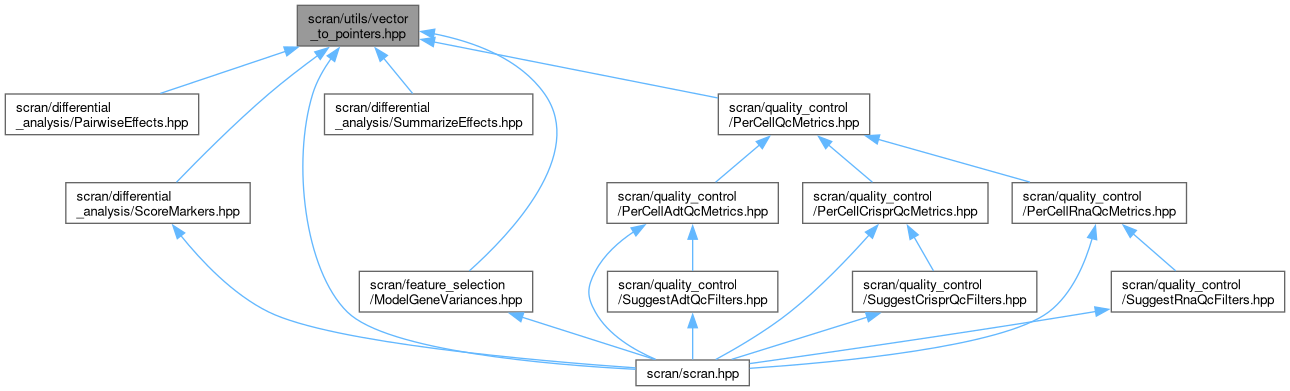 scran/utils/vector
_to_pointers.hpp
scran/differential
_analysis/PairwiseEffects.hpp
scran/differential
_analysis/SummarizeEffects.hpp
scran/quality_control
/PerCellQcMetrics.hpp
scran/differential
_analysis/ScoreMarkers.hpp
scran/quality_control
/PerCellAdtQcMetrics.hpp
scran/quality_control
/PerCellCrisprQcMetrics.hpp
scran/quality_control
/PerCellRnaQcMetrics.hpp
scran/feature_selection
/ModelGeneVariances.hpp
scran/quality_control
/SuggestAdtQcFilters.hpp
scran/quality_control
/SuggestCrisprQcFilters.hpp
scran/quality_control
/SuggestRnaQcFilters.hpp
scran/scran.hpp